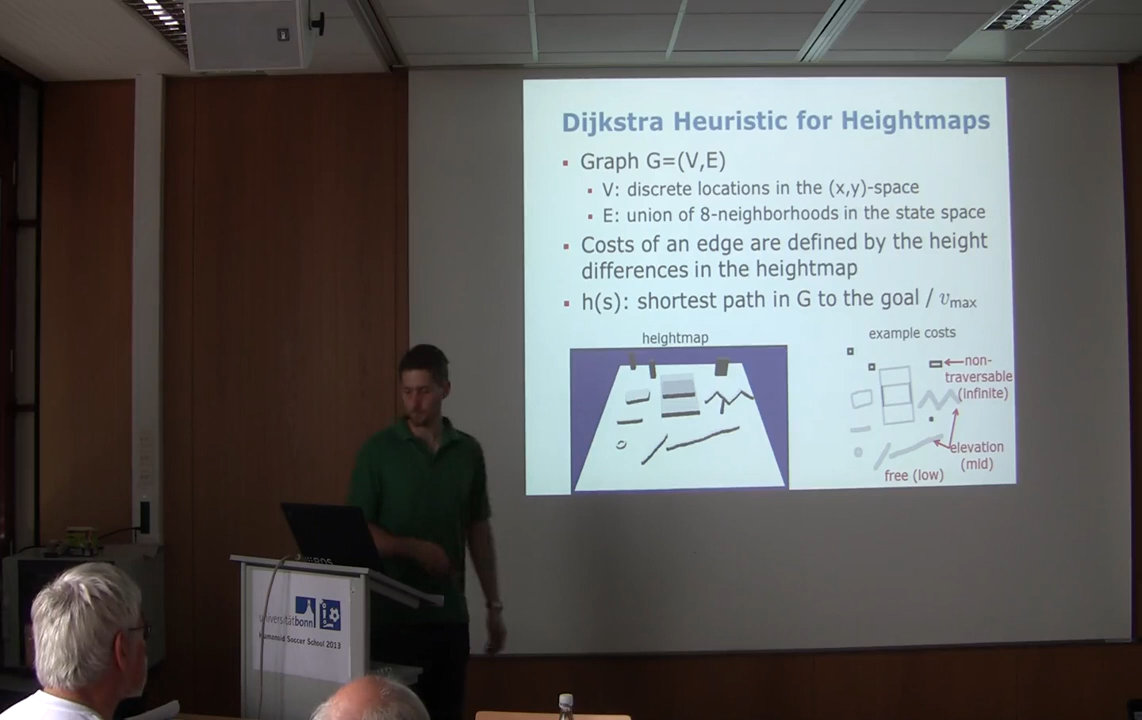 Dijkstra Heuristic for Heightmaps
Graph G=(V,E)
V: discrete locations in the (x,y)-space
E: union of 8-neighborhoods in the state space
Costs of an edge are defined by the height
differences in the heightmap
h(s): shortest path in G to the goal / vmax
heightmap
example costs
non-
traversable
(infinite)
elevation
(mid)
free (low)
universitätbonn
Humanoid Soccer School 2013